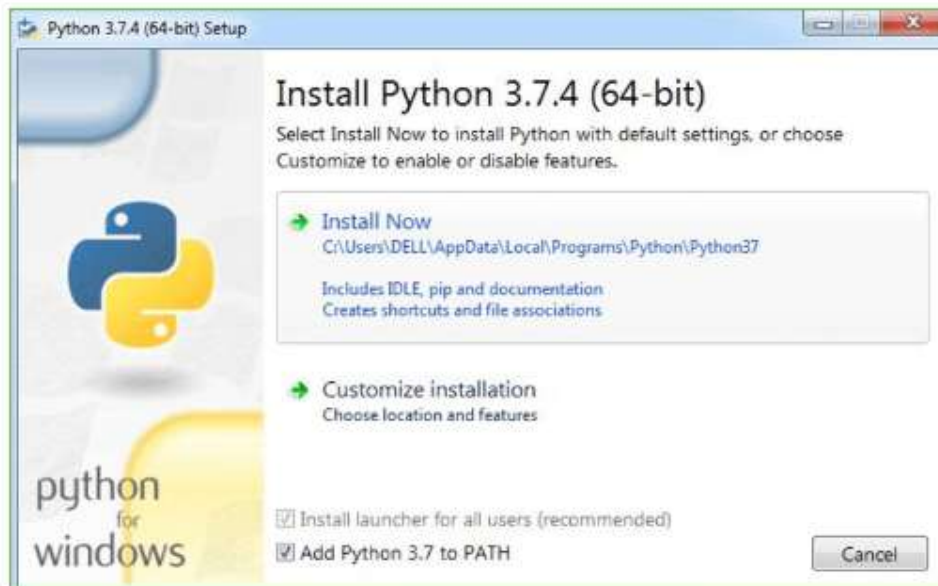 Python 3.7.4 (64-bit) Setup
Install Python 3.7.4 (64-bit)
Select Install Now to install Python with default settings, or choose
Customize to enable or disable features.
Install Now
C:\Users\DELL\AppData\Local\Programs\Python\Python37
Includes IDLE, pip and documentation
Creates shortcuts and file associations
Customize installation
Choose location and features
Install launcher for all users (recommended)
Add Python 3.7 to PATH
Cancel
python
for
windows